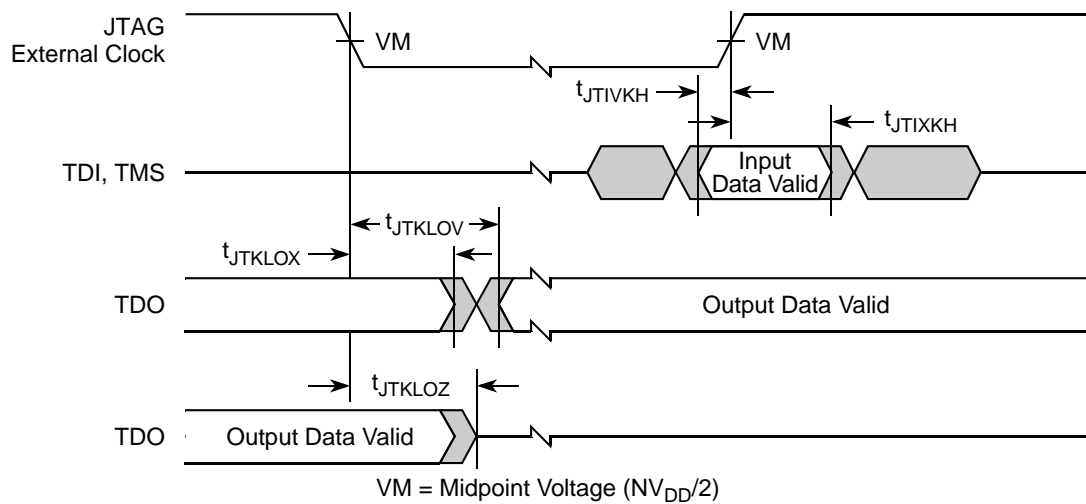 JTAG
External Clock
VM
VM
tJTIVKH
tJTIXKH
TDI, TMS
Input
Data Valid
tJTKLOV
tJTKLOX
TDO
Output Data Valid
tJTKLOZ
TDO
Output Data Valid
VM = Midpoint Voltage (NVDD/2)